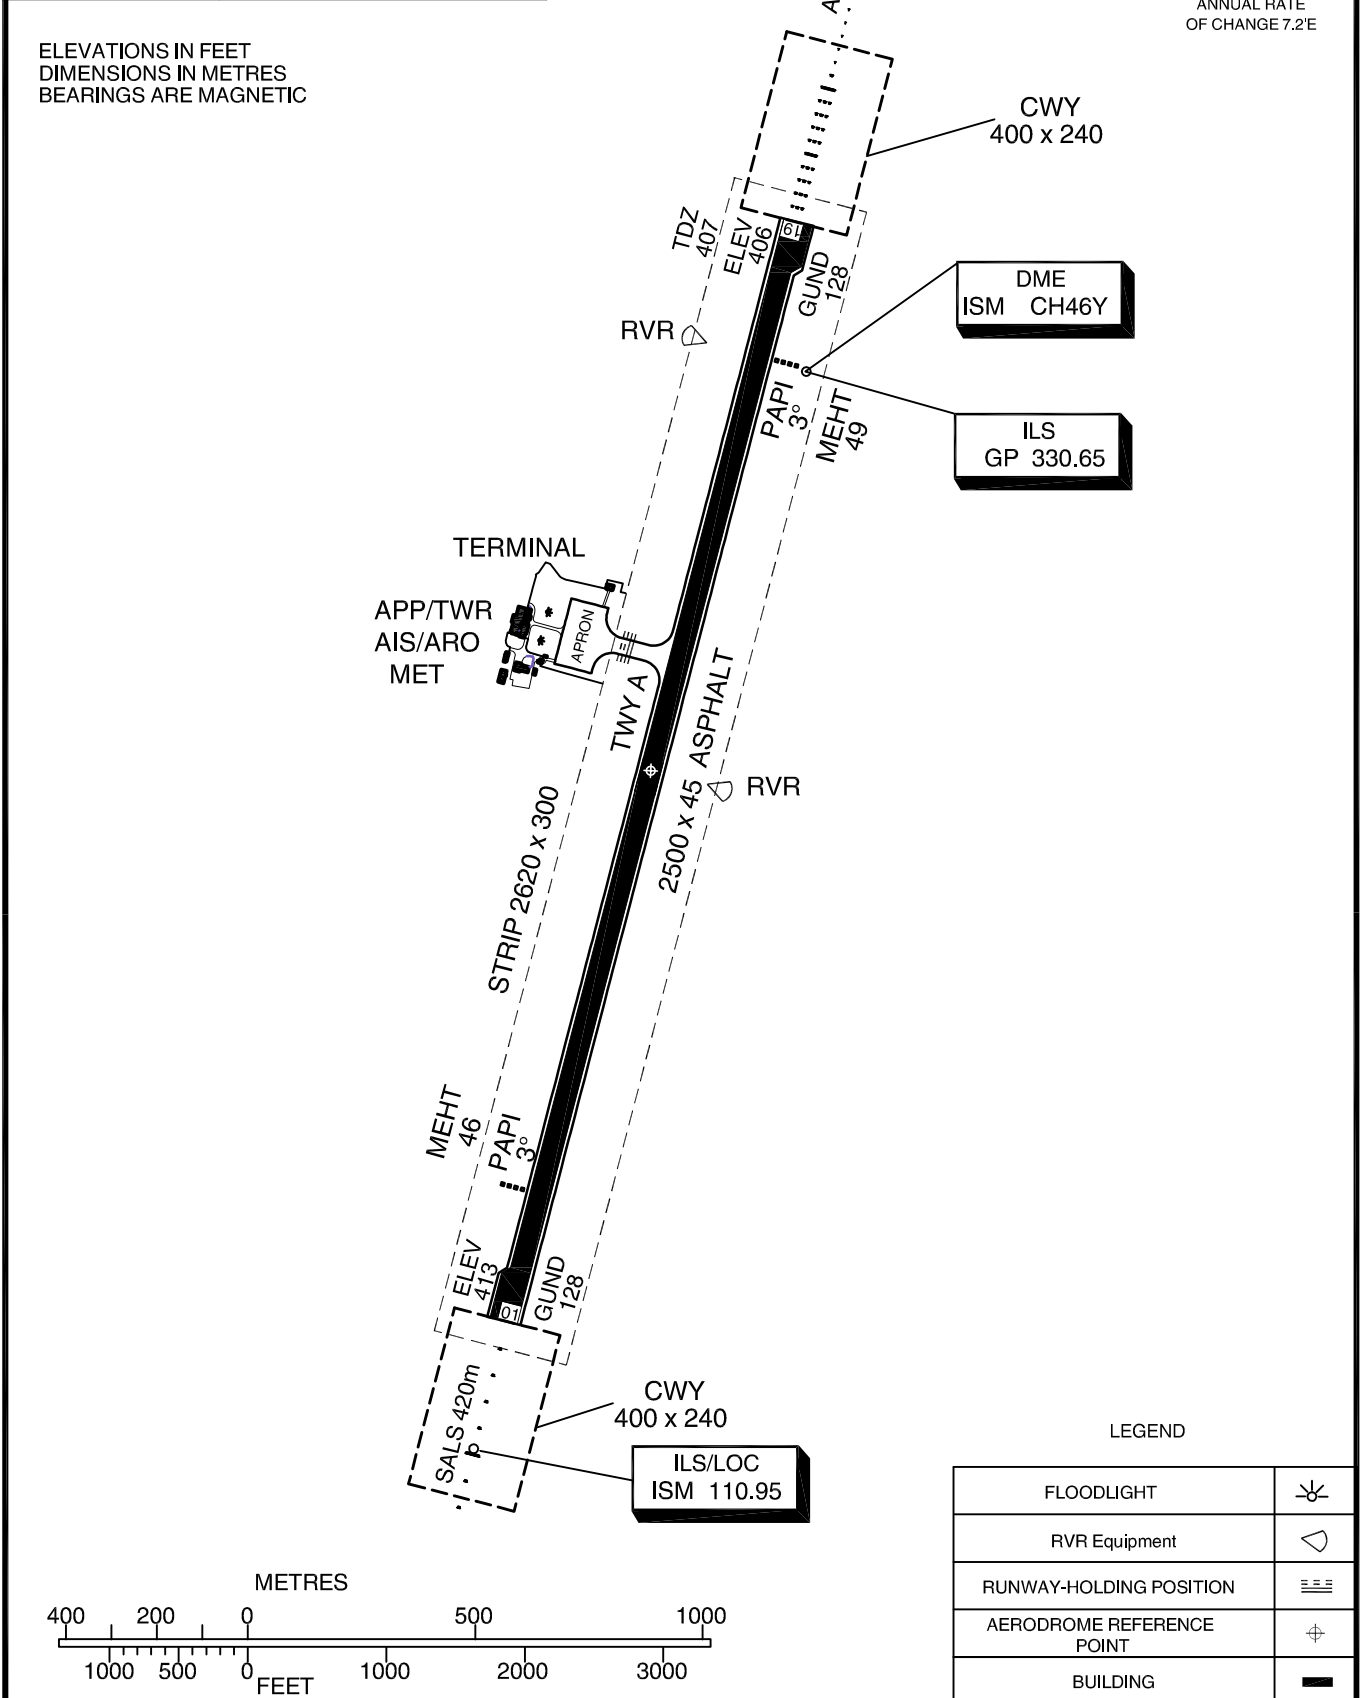 ANNUAL RATE
OF CHANGE 7.2'E
ELEVATIONS IN FEET
DIMENSIONS IN METRES
BEARINGS ARE MAGNETIC
CWY
400 x 240
TDZ
407
ELEV
406
19
GUND
128
DME
ISM CH46Y
RVR
PAPI
3°
MEHT
49
ILS
GP 330.65
TERMINAL
APP/TWR
AIS/ARO
MET
APRON
TWY A
2500 x 45 ASPHALT
RVR
STRIP 2620 x 300
MEHT
46
PAPI
3°
ELEV
413
01
GUND
128
SALS 420m
CWY
400 x 240
ILS/LOC
ISM 110.95
LEGEND
FLOODLIGHT
RVR Equipment
RUNWAY-HOLDING POSITION
AERODROME REFERENCE
POINT
BUILDING
METRES
400 200 0 500 1000
1000 500 0 1000 2000 3000
FEET